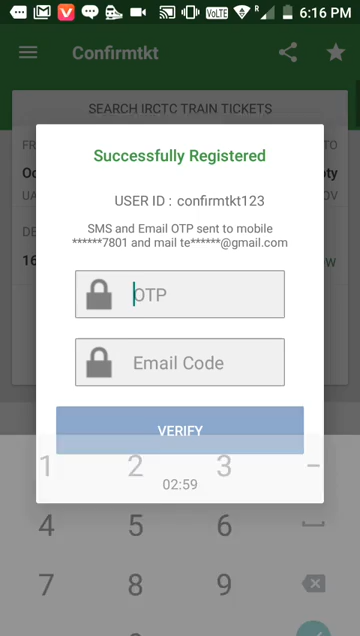 VoLTE R 6:16 PM
Confirmtkt
SEARCH IRCTC TRAIN TICKETS
TO
Successfully Registered
USER ID : confirmtkt123
SMS and Email OTP sent to mobile
******7801 and mail te******@gmail.com
OTP
Email Code
VERIFY
1 2 3 –
02:59
4 5 6
7 8 9